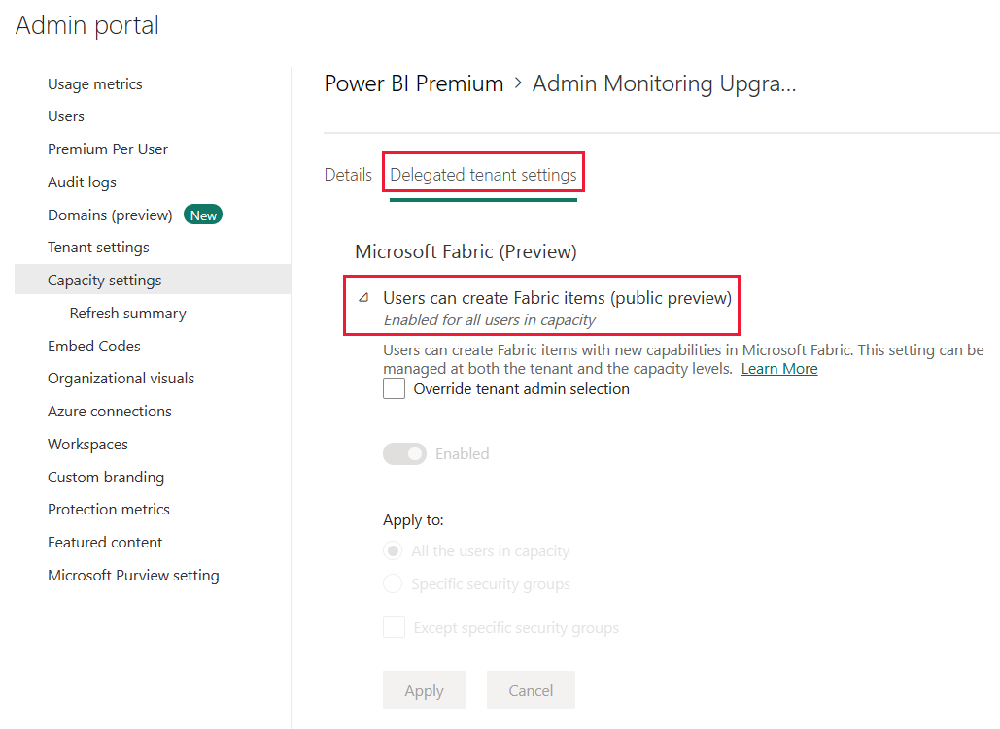 Admin portal
Usage metrics
Users
Premium Per User
Audit logs
Domains (preview) New
Tenant settings
Capacity settings
Refresh summary
Embed Codes
Organizational visuals
Azure connections
Workspaces
Custom branding
Protection metrics
Featured content
Microsoft Purview setting
Power BI Premium > Admin Monitoring Upgra...
Details Delegated tenant settings
Microsoft Fabric (Preview)
Users can create Fabric items (public preview)
Enabled for all users in capacity
Users can create Fabric items with new capabilities in Microsoft Fabric. This setting can be
managed at both the tenant and the capacity levels. Learn More
Override tenant admin selection
Enabled
Apply to:
All the users in capacity
Specific security groups
Except specific security groups
Apply Cancel